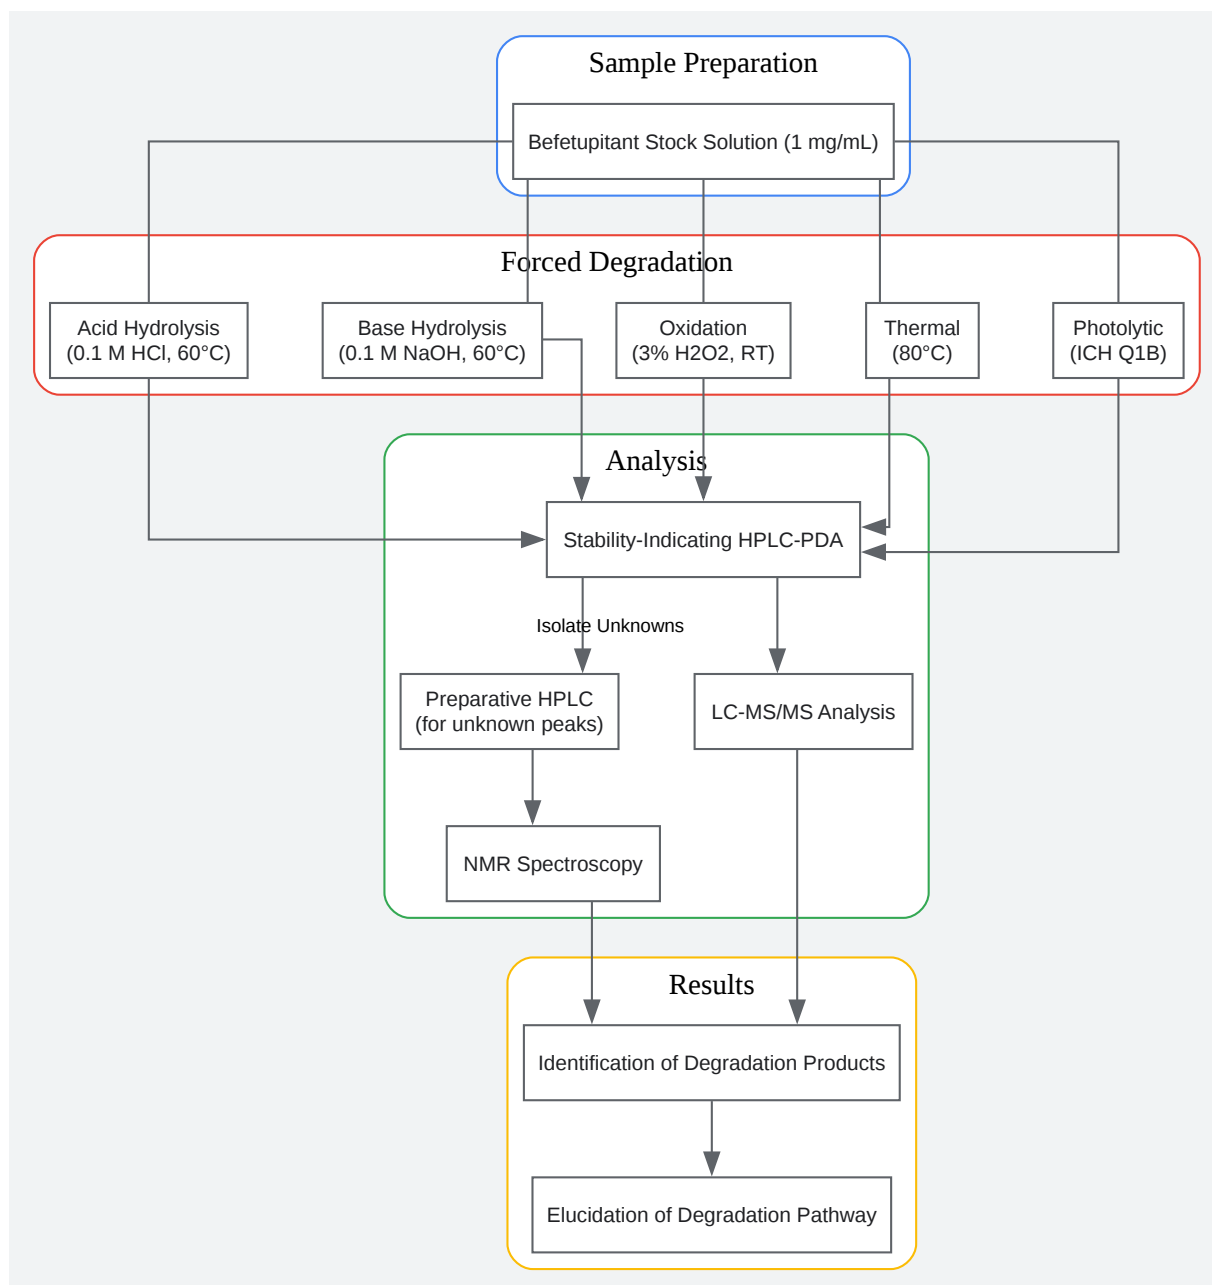 Sample Preparation
Befetupitant Stock Solution (1 mg/mL)
Forced Degradation
Acid Hydrolysis
(0.1 M HCl, 60°C)
Base Hydrolysis
(0.1 M NaOH, 60°C)
Oxidation
(3% H2O2, RT)
Thermal
(80°C)
Photolytic
(ICH Q1B)
Analysis
Stability-Indicating HPLC-PDA
Isolate Unknowns
Preparative HPLC
(for unknown peaks)
LC-MS/MS Analysis
NMR Spectroscopy
Results
Identification of Degradation Products
Elucidation of Degradation Pathway